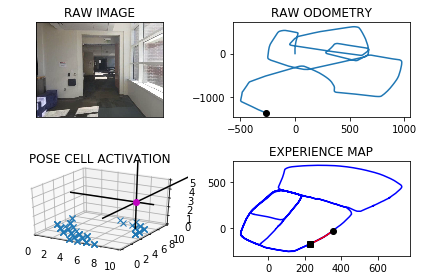 RAW IMAGE
RAW ODOMETRY
0
−1000
−500 0 500 1000
POSE CELL ACTIVATION
0 2 4 6 8 10
0 2 4 6 8 10
0 1 2 3 4 5
EXPERIENCE MAP
500
0
0 200 400 600